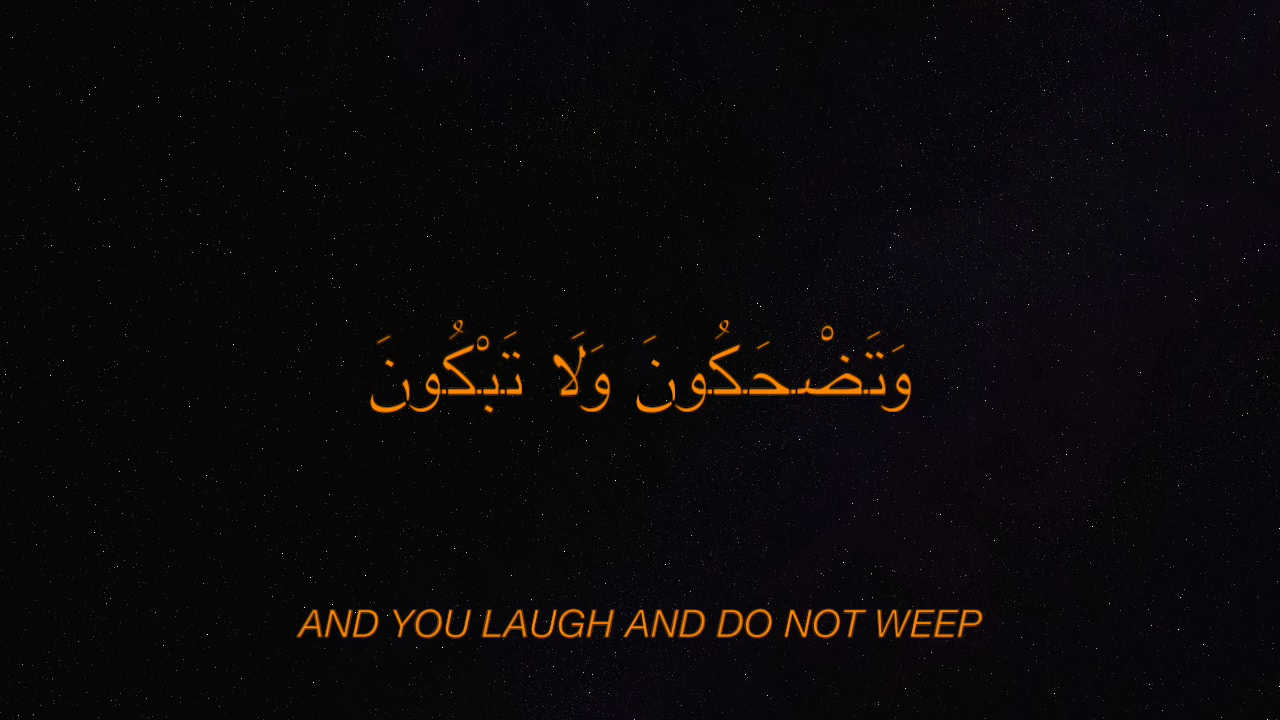 وَتَضْحَكُونَ وَلَا تَبْكُونَ
AND YOU LAUGH AND DO NOT WEEP